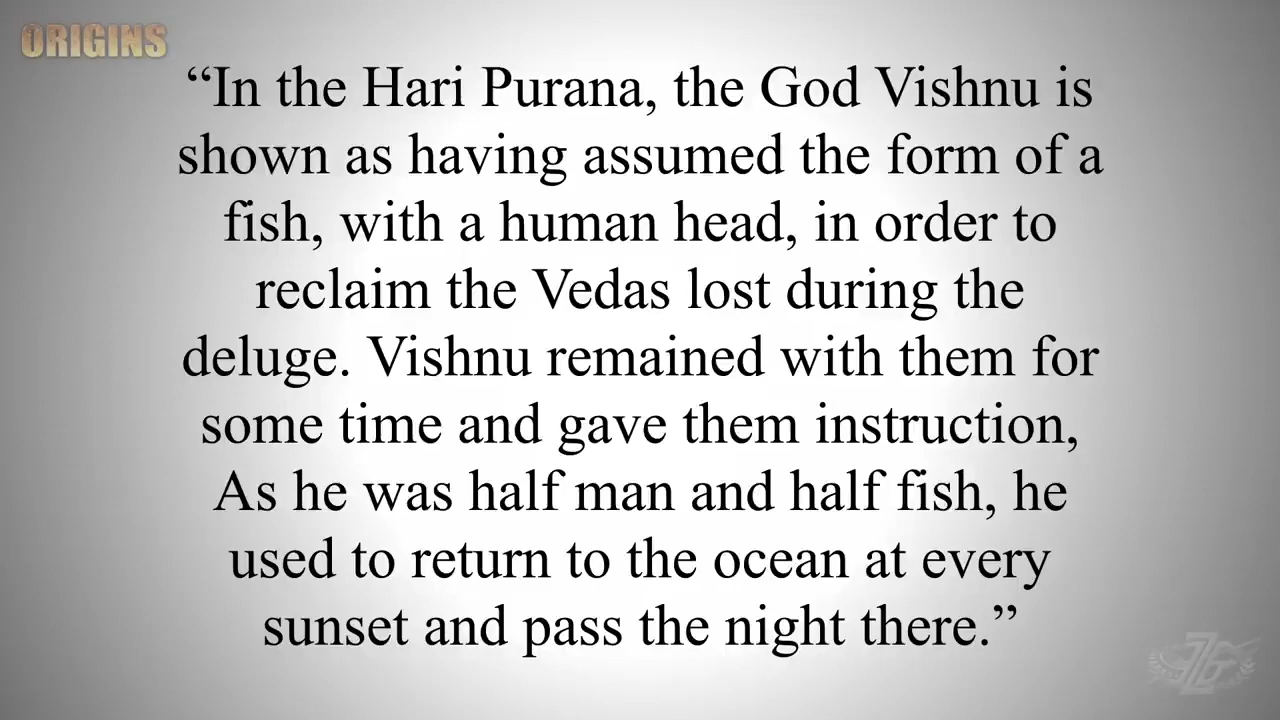 ORIGINS
“In the Hari Purana, the God Vishnu is
shown as having assumed the form of a
fish, with a human head, in order to
reclaim the Vedas lost during the
deluge. Vishnu remained with them for
some time and gave them instruction,
As he was half man and half fish, he
used to return to the ocean at every
sunset and pass the night there.”